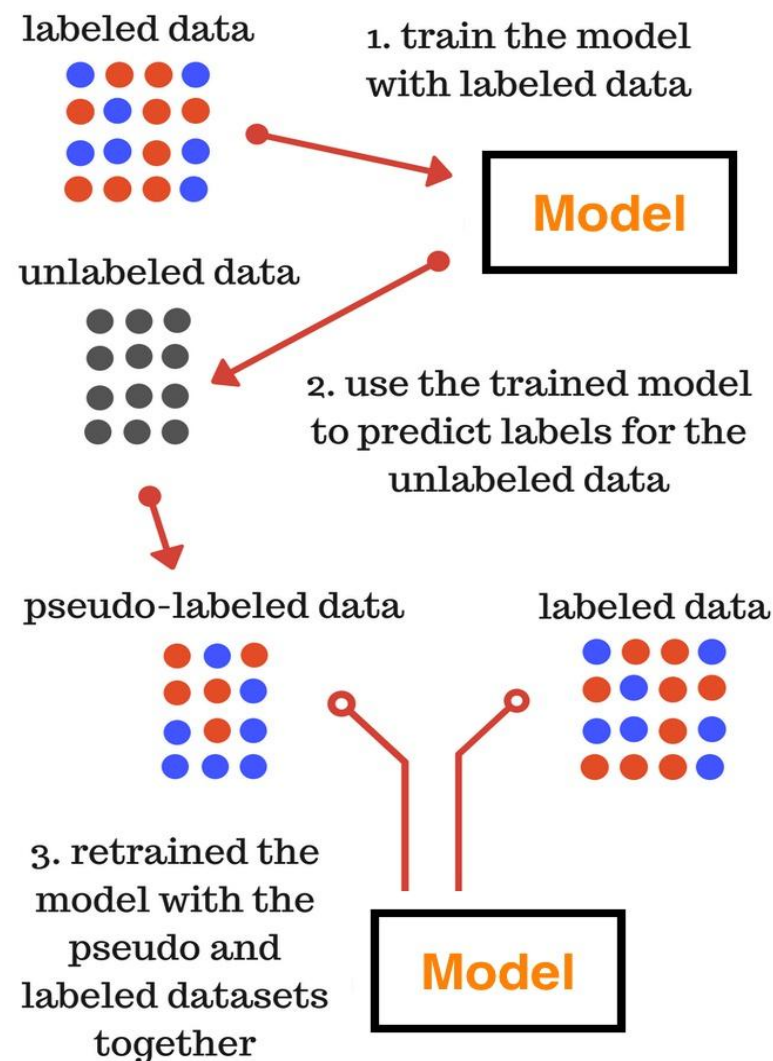 labeled data
1. train the model
with labeled data
Model
unlabeled data
2. use the trained model
to predict labels for the
unlabeled data
pseudo-labeled data
labeled data
3. retrained the
model with the
pseudo and
labeled datasets
together
Model